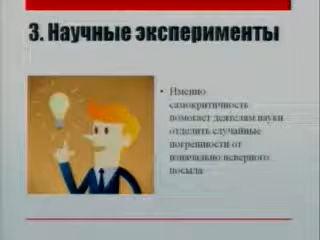 3. Научные эксперименты
• Именно
самокритичность
помогает деятелям науки
отделить случайные
погрешности от
изначально неверного
посыла